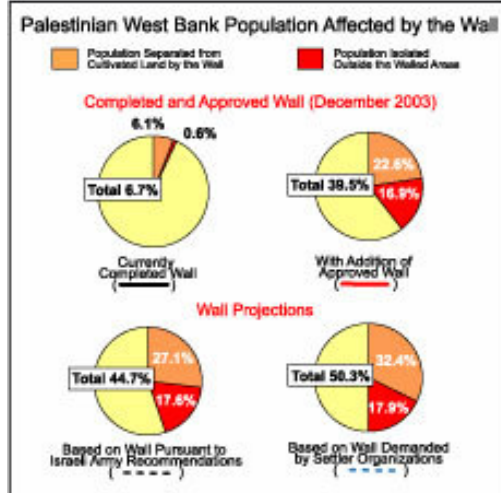 Palestinian West Bank Population Affected by the Wall
Population Separated from
Cultivated Land by the Wall
Population Isolated
Outside the Walled Areas
Completed and Approved Wall (December 2003)
6.1%
0.6%
Total 6.7%
Currently
Completed Wall
( )
22.6%
16.9%
Total 39.5%
With Addition of
Approved Wall
( )
Wall Projections
27.1%
17.6%
Total 44.7%
Based on Wall Pursuant to
Israeli Army Recommendations
( )
32.4%
17.9%
Total 50.3%
Based on Wall Demanded
by Settler Organizations
( )